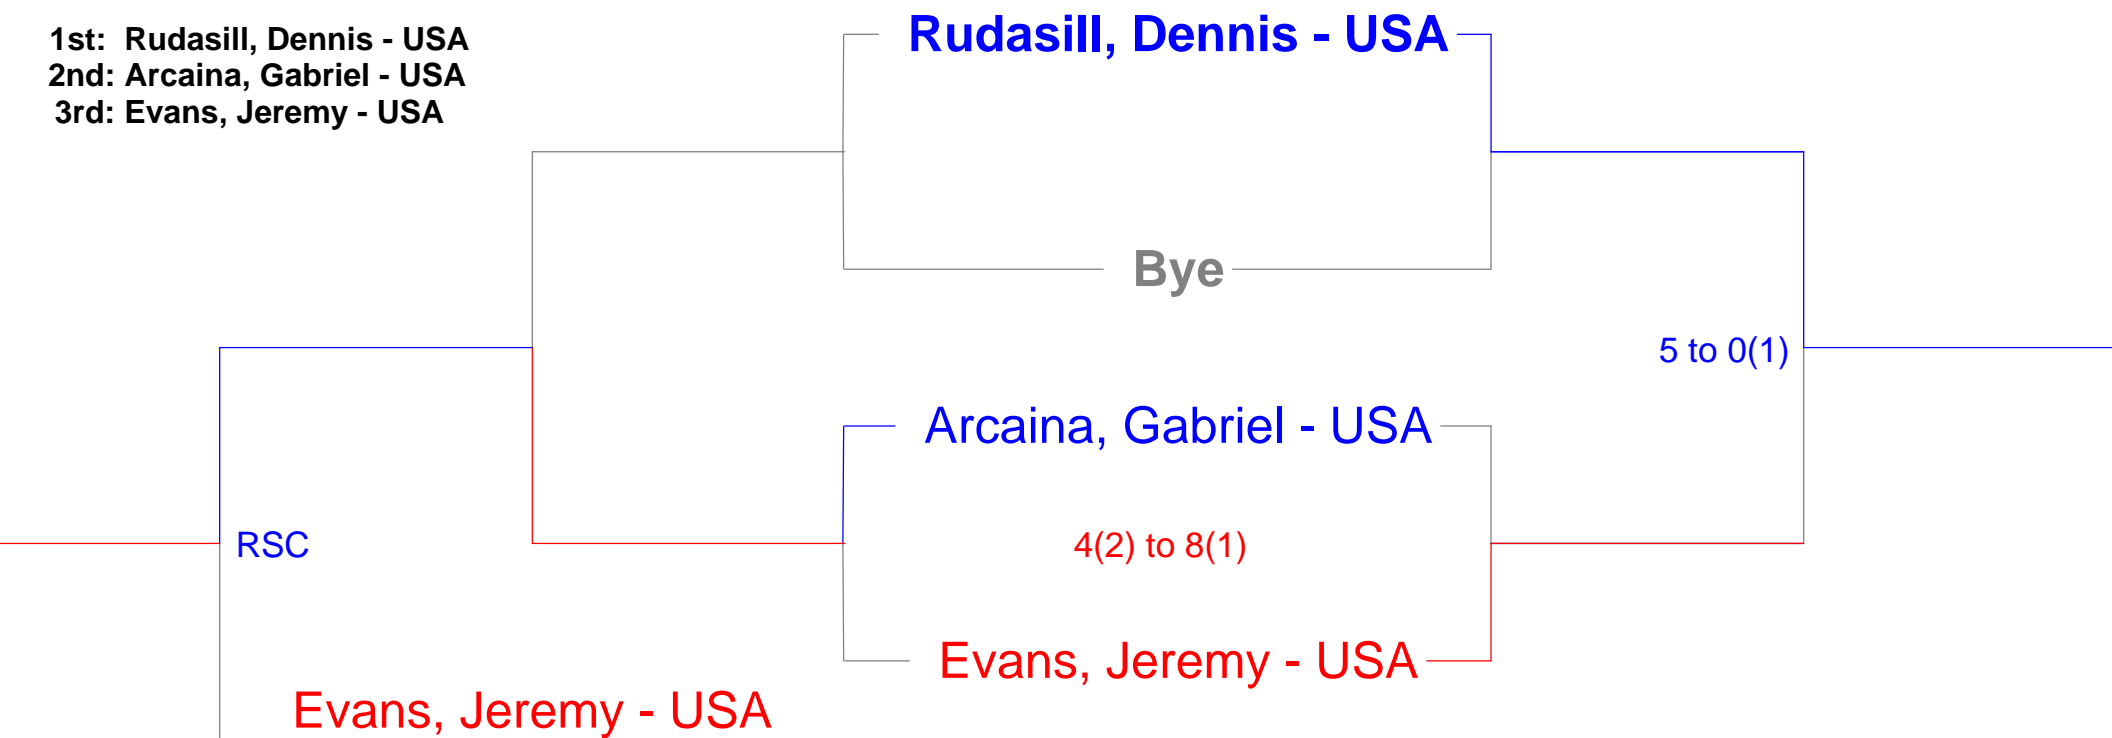 1st: Rudasill, Dennis - USA
2nd: Arcaina, Gabriel - USA
3rd: Evans, Jeremy - USA
Rudasill, Dennis - USA
Bye
5 to 0(1)
Arcaina, Gabriel - USA
RSC
4(2) to 8(1)
Evans, Jeremy - USA
Evans, Jeremy - USA